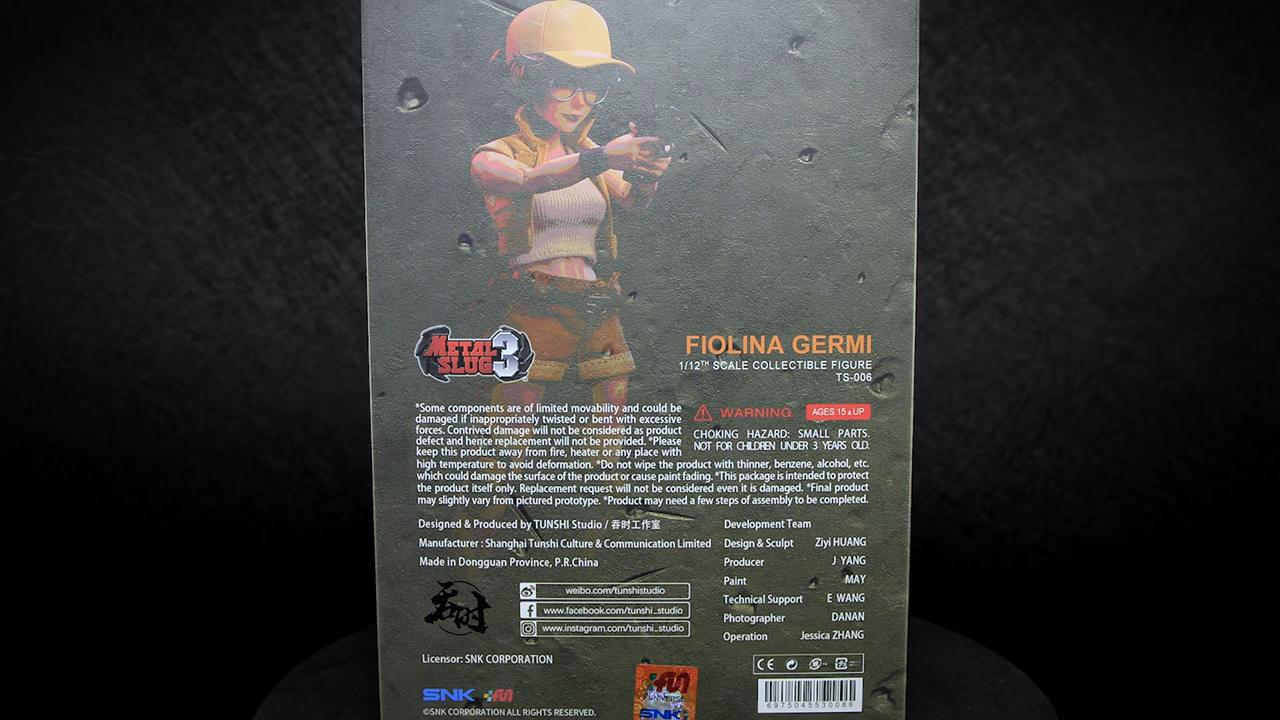 METAL SLUG 3
FIOLINA GERMI
1/12TH SCALE COLLECTIBLE FIGURE
TS-006
*Some components are of limited movability and could be
damaged if inappropriately twisted or bent with excessive
forces. Contrived damage will not be considered as product
defect and hence replacement will not be provided. *Please
keep this product away from fire, heater or any place with
high temperature to avoid deformation. *Do not wipe the product with thinner, benzene, alcohol, etc.
which could damage the surface of the product or cause paint fading. *This package is intended to protect
the product itself only. Replacement request will not be considered even it is damaged. *Final product
may slightly vary from pictured prototype. *Product may need a few steps of assembly to be completed.
WARNING AGES 15 & UP
CHOKING HAZARD: SMALL PARTS.
NOT FOR CHILDREN UNDER 3 YEARS OLD.
Designed & Produced by TUNSHI Studio / 吞时工作室
Manufacturer : Shanghai Tunshi Culture & Communication Limited
Made in Dongguan Province, P.R.China
吞时
weibo.com/tunshistudio
www.facebook.com/tunshi_studio
www.instagram.com/tunshi_studio
Development Team
Design & Sculpt Ziyi HUANG
Producer J YANG
Paint MAY
Technical Support E WANG
Photographer DANAN
Operation Jessica ZHANG
Licensor: SNK CORPORATION
SNK
©SNK CORPORATION ALL RIGHTS RESERVED.
FUNIVERSE
SNK
CE
6975045530086